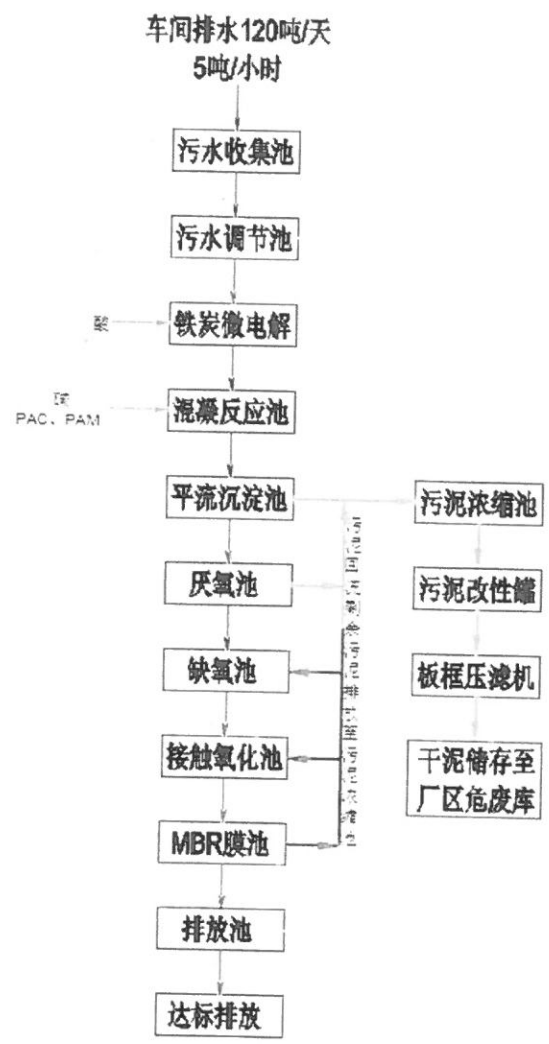 车间排水120吨/天
5吨/小时
污水收集池
污水调节池
铁炭微电解
酸
混凝反应池
碱
PAC、PAM
平流沉淀池
污泥浓缩池
厌氧池
污泥改性罐
缺氧池
板框压滤机
接触氧化池
干泥储存至
厂区危废库
MBR膜池
排放池
达标排放